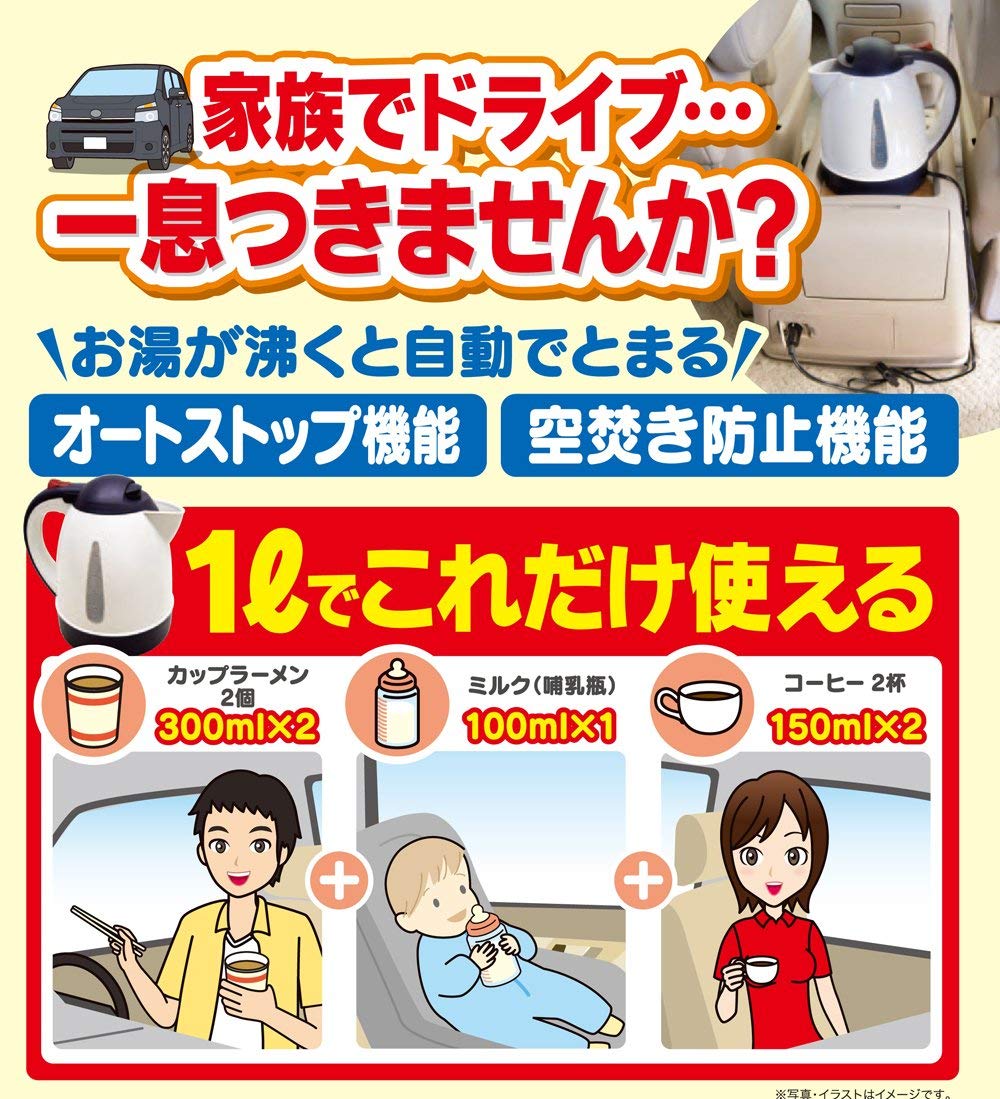 家族でドライブ…
一息つきませんか?
\お湯が沸くと自動でとまる/
オートストップ機能
空焚き防止機能
1ℓでこれだけ使える
カップラーメン
2個
300ml×2
ミルク（哺乳瓶）
100ml×1
コーヒー 2杯
150ml×2
+
+
※写真・イラストはイメージです。